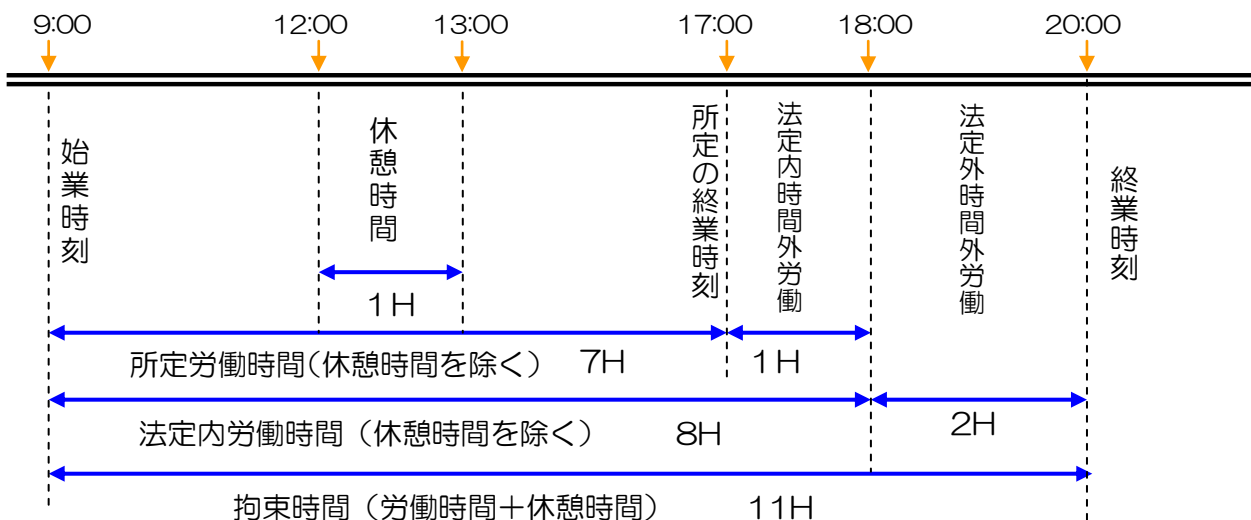 9:00 12:00 13:00 17:00 18:00 20:00
始業時刻
休憩時間
所定の終業時刻
法定内時間外労働
法定外時間外労働
終業時刻
1H
所定労働時間(休憩時間を除く) 7H 1H
法定内労働時間（休憩時間を除く） 8H 2H
拘束時間（労働時間＋休憩時間） 11H